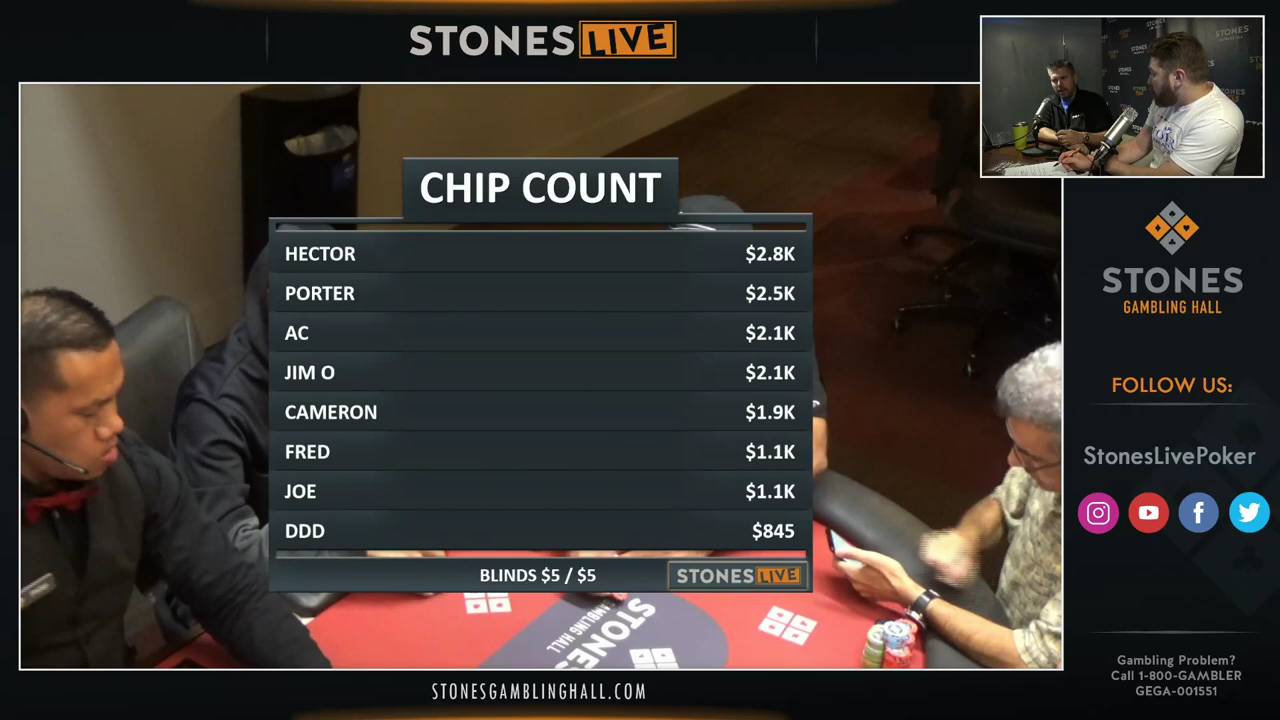 STONES LIVE
CHIP COUNT
HECTOR $2.8K
PORTER $2.5K
AC $2.1K
JIM O $2.1K
CAMERON $1.9K
FRED $1.1K
JOE $1.1K
DDD $845
BLINDS $5 / $5 STONES LIVE
STONES
GAMBLING HALL
FOLLOW US:
StonesLivePoker
Gambling Problem?
Call 1-800-GAMBLER
GEGA-001551
STONESGAMBLINGHALL.COM
STONES